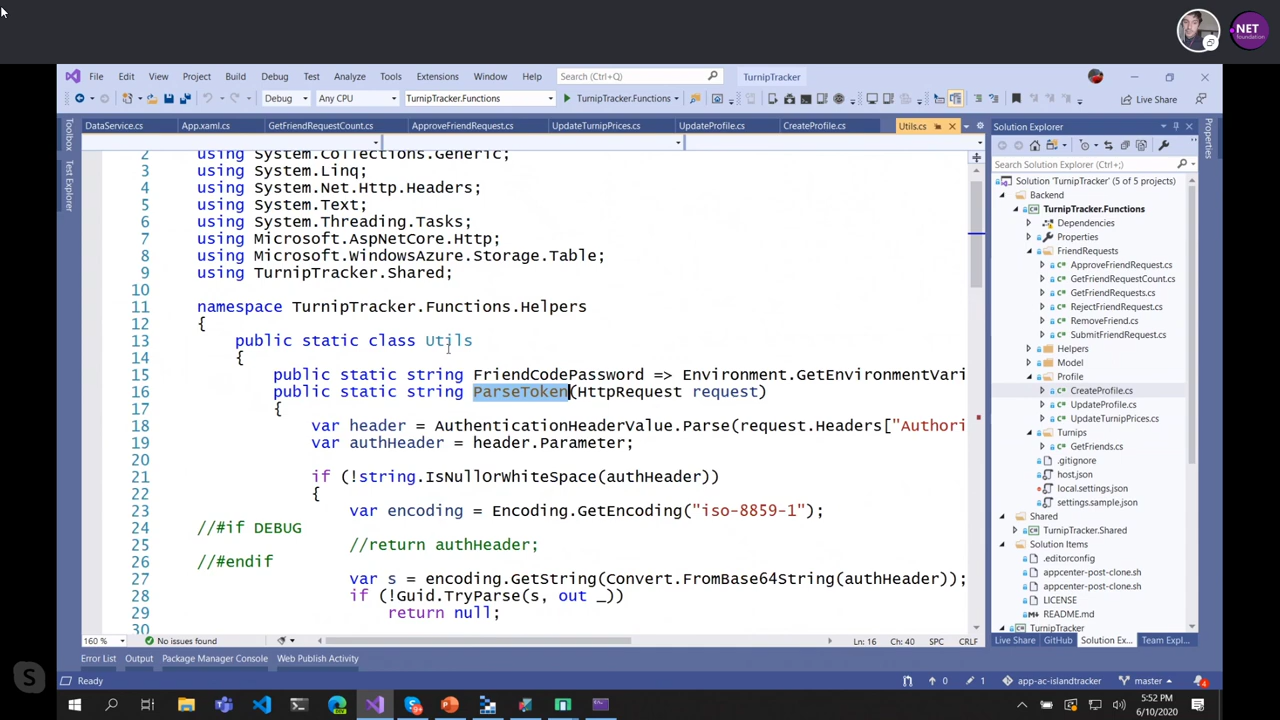 NET
foundation
File Edit View Project Build Debug Test Analyze Tools Extensions Window Help Search (Ctrl+Q) TurnipTracker
Debug Any CPU TurnipTracker.Functions TurnipTracker.Functions Live Share
DataService.cs App.xaml.cs GetFriendRequestCount.cs ApproveFriendRequest.cs UpdateTurnipPrices.cs UpdateProfile.cs CreateProfile.cs Utils.cs
Toolbox
Test Explorer
2 using System.Collections.Generic;
3 using System.Linq;
4 using System.Net.Http.Headers;
5 using System.Text;
6 using System.Threading.Tasks;
7 using Microsoft.AspNetCore.Http;
8 using Microsoft.WindowsAzure.Storage.Table;
9 using TurnipTracker.Shared;
10
11 namespace TurnipTracker.Functions.Helpers
12 {
13 public static class Utils
14 {
15 public static string FriendCodePassword => Environment.GetEnvironmentVari
16 public static string ParseToken(HttpRequest request)
17 {
18 var header = AuthenticationHeaderValue.Parse(request.Headers["Authori
19 var authHeader = header.Parameter;
20
21 if (!string.IsNullOrWhiteSpace(authHeader))
22 {
23 var encoding = Encoding.GetEncoding("iso-8859-1");
24 //#if DEBUG
25 //return authHeader;
26 //#endif
27 var s = encoding.GetString(Convert.FromBase64String(authHeader));
28 if (!Guid.TryParse(s, out _))
29 return null;
30
160 % No issues found Ln: 16 Ch: 40 SPC CRLF
Solution Explorer
Search Solution Explorer (Ctrl+;)
Solution 'TurnipTracker' (5 of 5 projects)
Backend
TurnipTracker.Functions
Dependencies
Properties
FriendRequests
ApproveFriendRequest.cs
GetFriendRequestCount.cs
GetFriendRequests.cs
RejectFriendRequest.cs
RemoveFriend.cs
SubmitFriendRequest.cs
Helpers
Model
Profile
CreateProfile.cs
UpdateProfile.cs
UpdateTurnipPrices.cs
Turnips
GetFriends.cs
.gitignore
host.json
local.settings.json
settings.sample.json
Shared
TurnipTracker.Shared
Solution Items
.editorconfig
appcenter-post-clone.sh
appcenter-post-clone.sh
LICENSE
README.md
TurnipTracker
Live Share GitHub Solution Ex... Team Expl...
Properties
Error List Output Package Manager Console Web Publish Activity
Ready 0 1 app-ac-islandtracker master 4
S
5:52 PM
6/10/2020